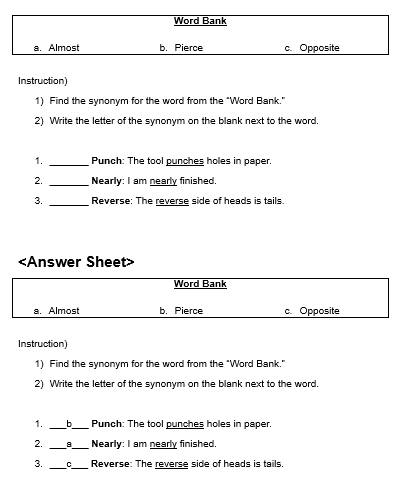 Word Bank
a. Almost b. Pierce c. Opposite
Instruction)
1) Find the synonym for the word from the “Word Bank.”
2) Write the letter of the synonym on the blank next to the word.
1. _______ Punch: The tool punches holes in paper.
2. _______ Nearly: I am nearly finished.
3. _______ Reverse: The reverse side of heads is tails.
<Answer Sheet>
Word Bank
a. Almost b. Pierce c. Opposite
Instruction)
1) Find the synonym for the word from the “Word Bank.”
2) Write the letter of the synonym on the blank next to the word.
1. ___b___ Punch: The tool punches holes in paper.
2. ___a___ Nearly: I am nearly finished.
3. ___c___ Reverse: The reverse side of heads is tails.